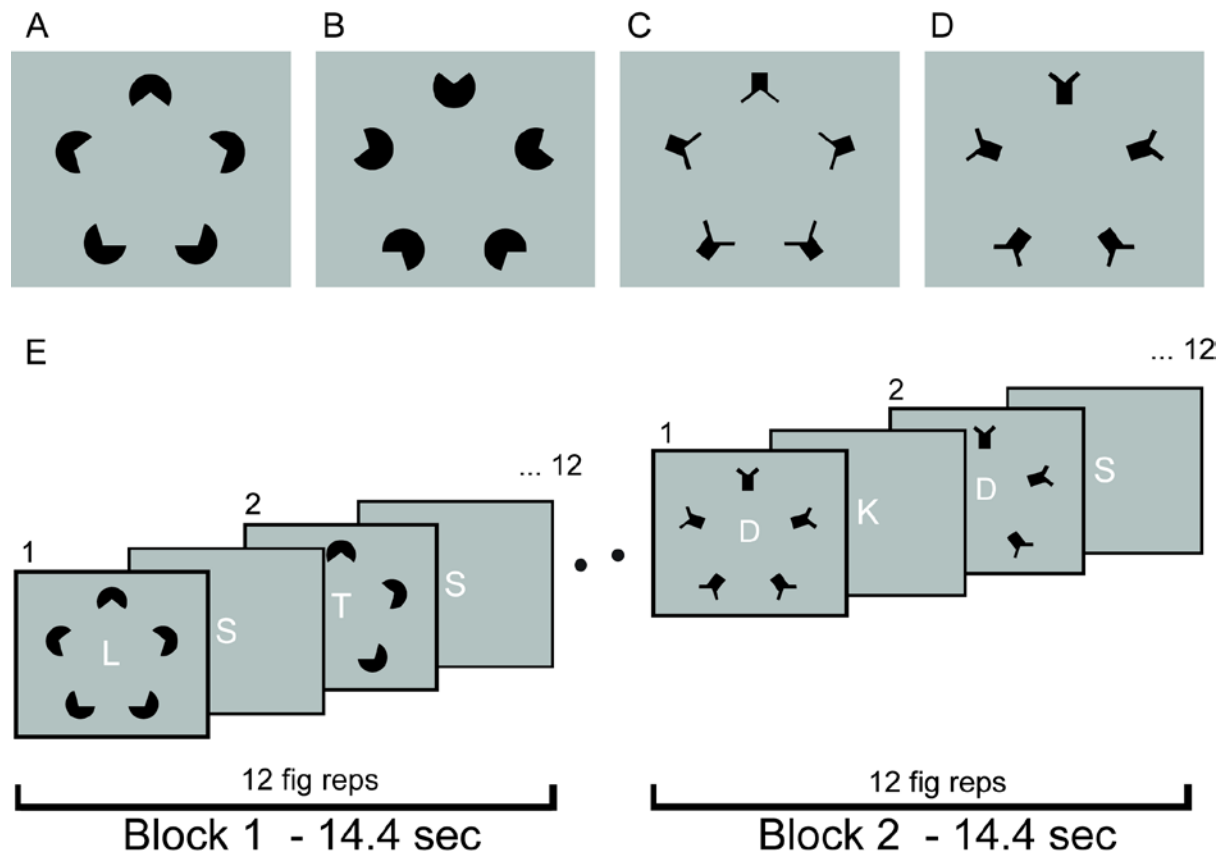 A B C D
E
... 12
2
1
D K D S
... 12
2
1
L S T S
12 fig reps 12 fig reps
Block 1 - 14.4 sec Block 2 - 14.4 sec